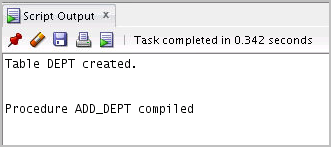 Script Output
Task completed in 0.342 seconds
Table DEPT created.
Procedure ADD_DEPT compiled